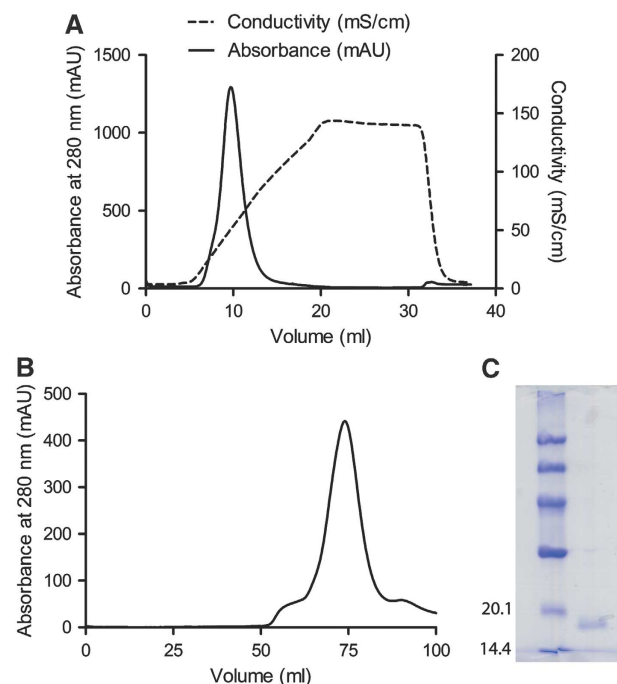 A
Conductivity (mS/cm)
Absorbance (mAU)
Absorbance at 280 nm (mAU)
1500
1000
500
0
200
150
100
50
0
Conductivity (mS/cm)
0 10 20 30 40
Volume (ml)
B
Absorbance at 280 nm (mAU)
500
400
300
200
100
0
0 25 50 75 100
Volume (ml)
C
20.1
14.4